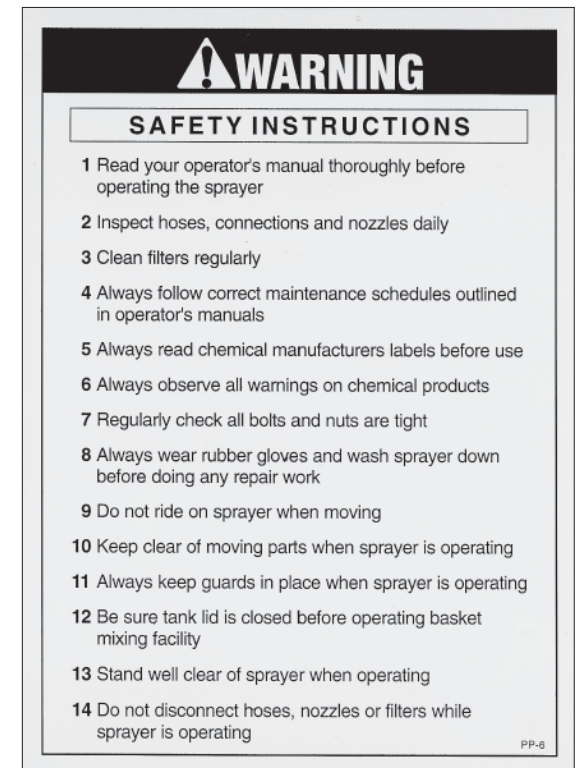 WARNING
SAFETY INSTRUCTIONS
1 Read your operator's manual thoroughly before
operating the sprayer
2 Inspect hoses, connections and nozzles daily
3 Clean filters regularly
4 Always follow correct maintenance schedules outlined
in operator's manuals
5 Always read chemical manufacturers labels before use
6 Always observe all warnings on chemical products
7 Regularly check all bolts and nuts are tight
8 Always wear rubber gloves and wash sprayer down
before doing any repair work
9 Do not ride on sprayer when moving
10 Keep clear of moving parts when sprayer is operating
11 Always keep guards in place when sprayer is operating
12 Be sure tank lid is closed before operating basket
mixing facility
13 Stand well clear of sprayer when operating
14 Do not disconnect hoses, nozzles or filters while
sprayer is operating
PP-6